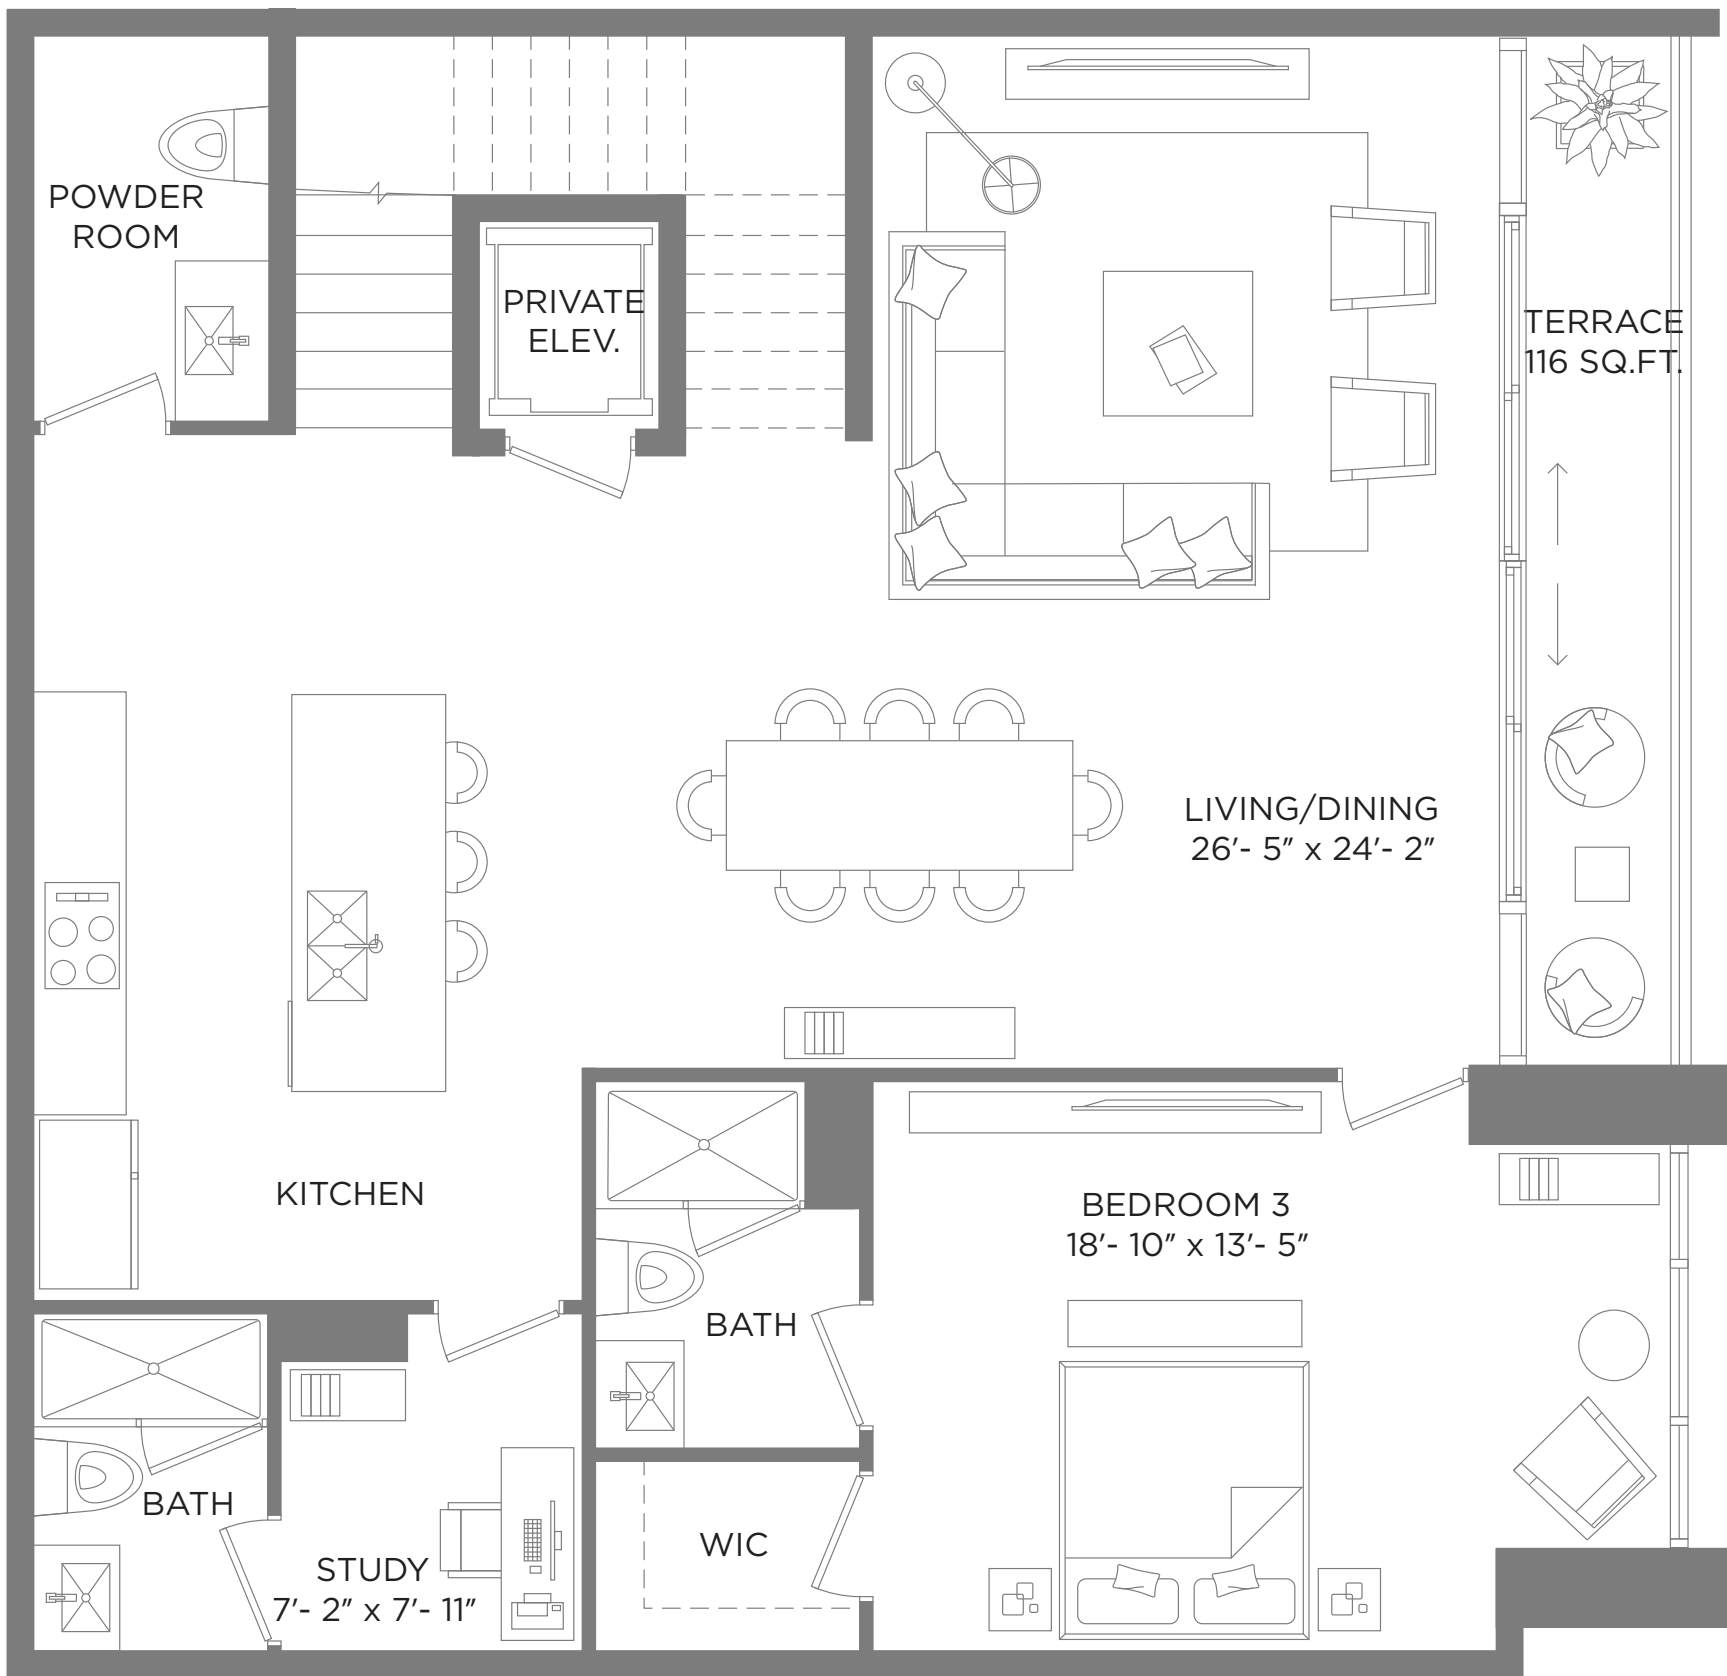 POWDER
ROOM
PRIVATE
ELEV.
TERRACE
116 SQ.FT.
LIVING/DINING
26'- 5" x 24'- 2"
KITCHEN
BEDROOM 3
18'- 10" x 13'- 5"
BATH
BATH
WIC
STUDY
7'- 2" x 7'- 11"